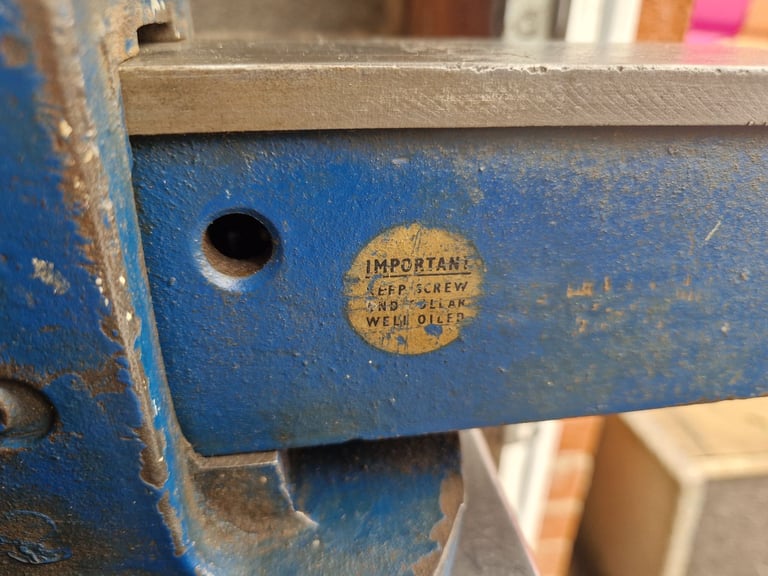 IMPORTANT
KEEP SCREW
AND COLLAR
WELL OILED